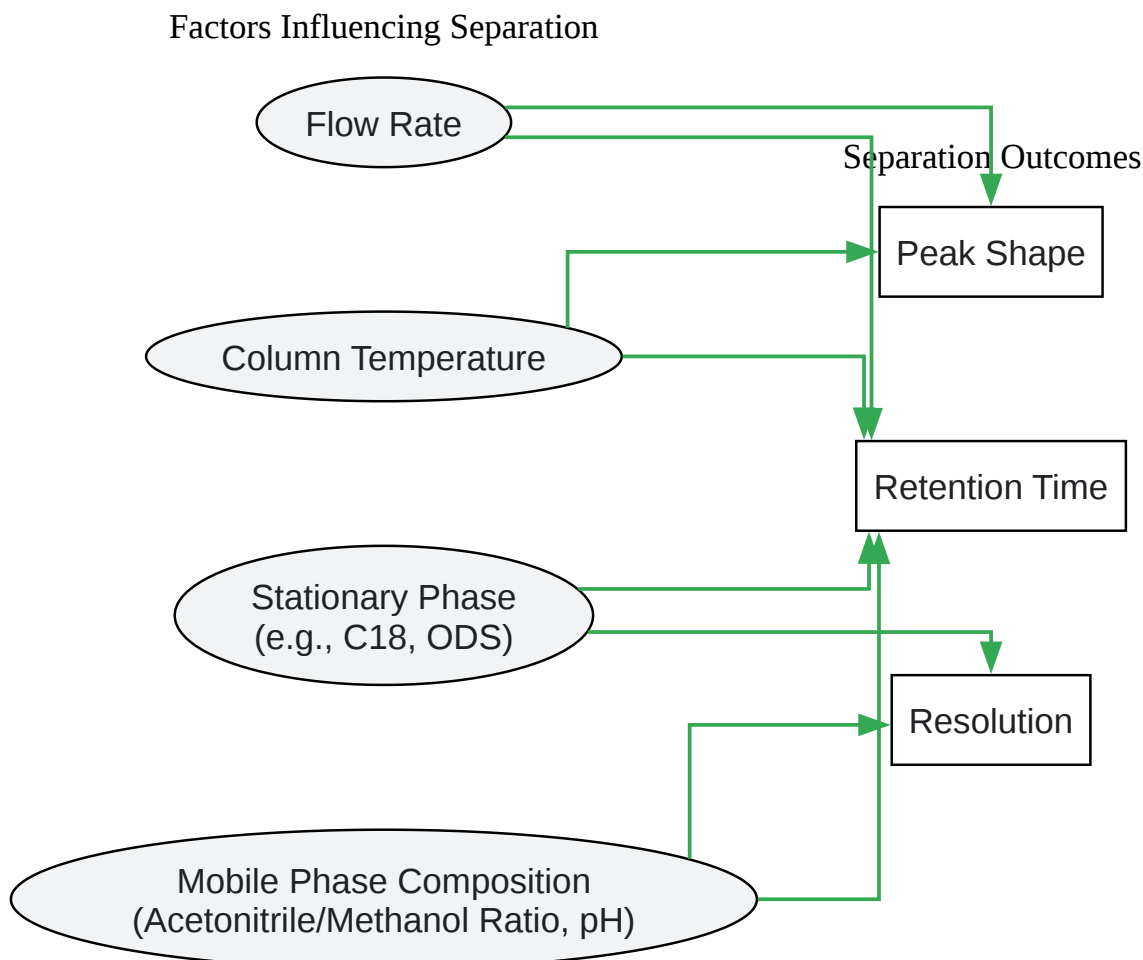 Factors Influencing Separation
Flow Rate
Separation Outcomes
Peak Shape
Column Temperature
Retention Time
Stationary Phase
(e.g., C18, ODS)
Resolution
Mobile Phase Composition
(Acetonitrile/Methanol Ratio, pH)